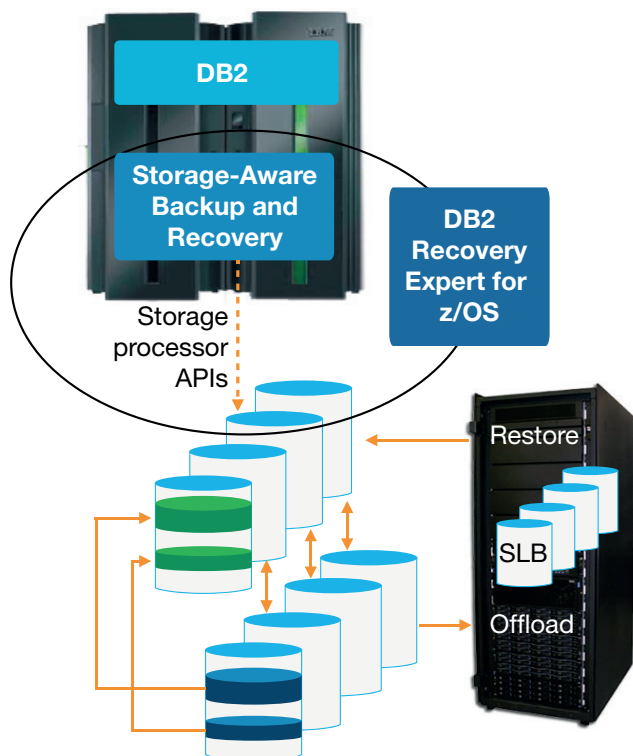 DB2
Storage-Aware
Backup and
Recovery
DB2
Recovery
Expert for
z/OS
Storage
processor
APIs
Restore
SLB
Offload